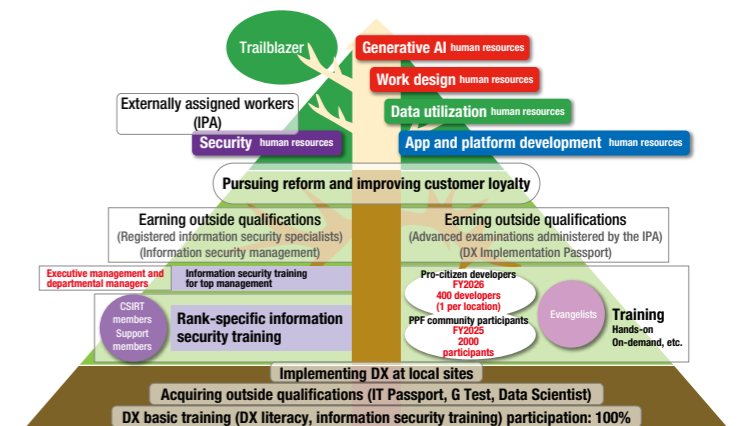 Trailblazer
Generative AI human resources
Work design human resources
Data utilization human resources
App and platform development human resources
Externally assigned workers
(IPA)
Security human resources
Pursuing reform and improving customer loyalty
Earning outside qualifications
(Registered information security specialists)
(Information security management)
Earning outside qualifications
(Advanced examinations administered by the IPA)
(DX Implementation Passport)
Executive management and
departmental managers
Information security training
for top management
CSIRT
members
Support
members
Rank-specific information
security training
Pro-citizen developers
FY2026
400 developers
(1 per location)
PPF community participants
FY2025
2000
participants
Evangelists
Training
Hands-on
On-demand, etc.
Implementing DX at local sites
Acquiring outside qualifications (IT Passport, G Test, Data Scientist)
DX basic training (DX literacy, information security training) participation: 100%